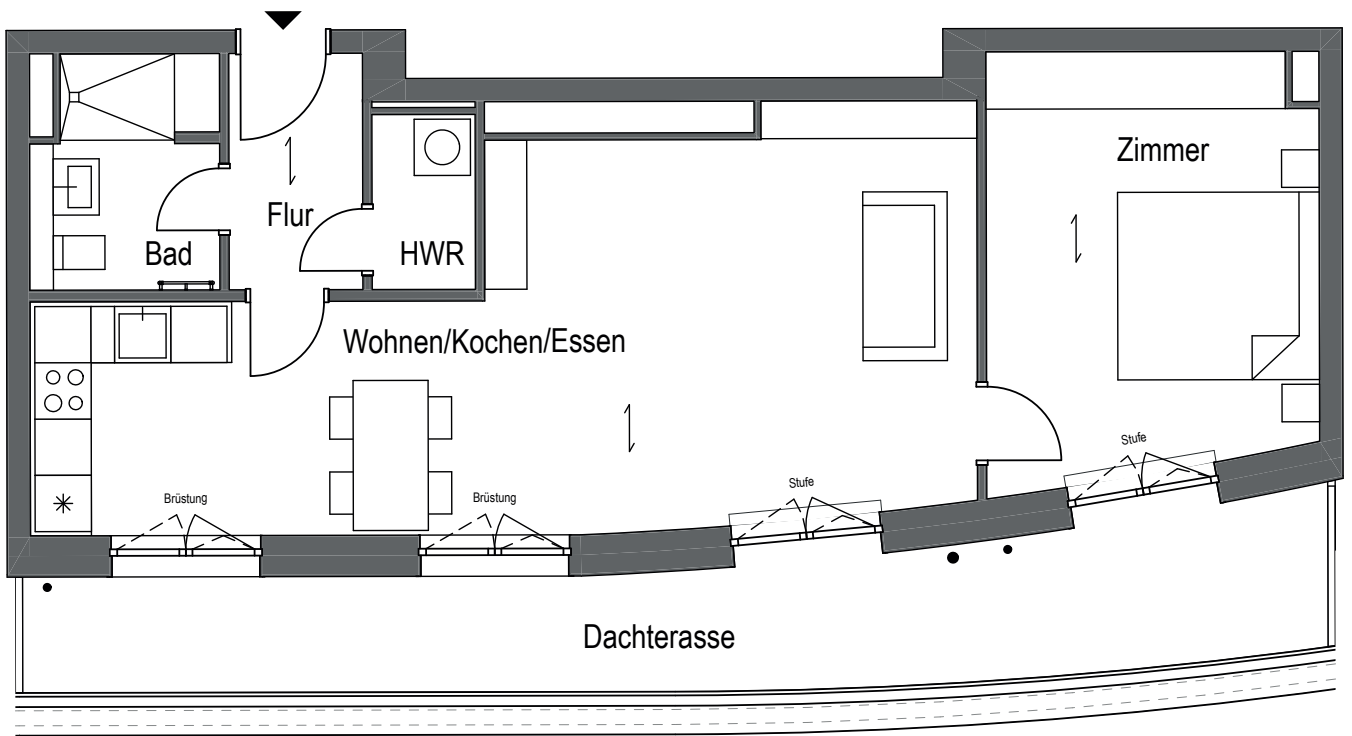 Zimmer
Flur
Bad
HWR
Wohnen/Kochen/Essen
Stufe
Brüstung
Brüstung
Stufe
Dachterasse